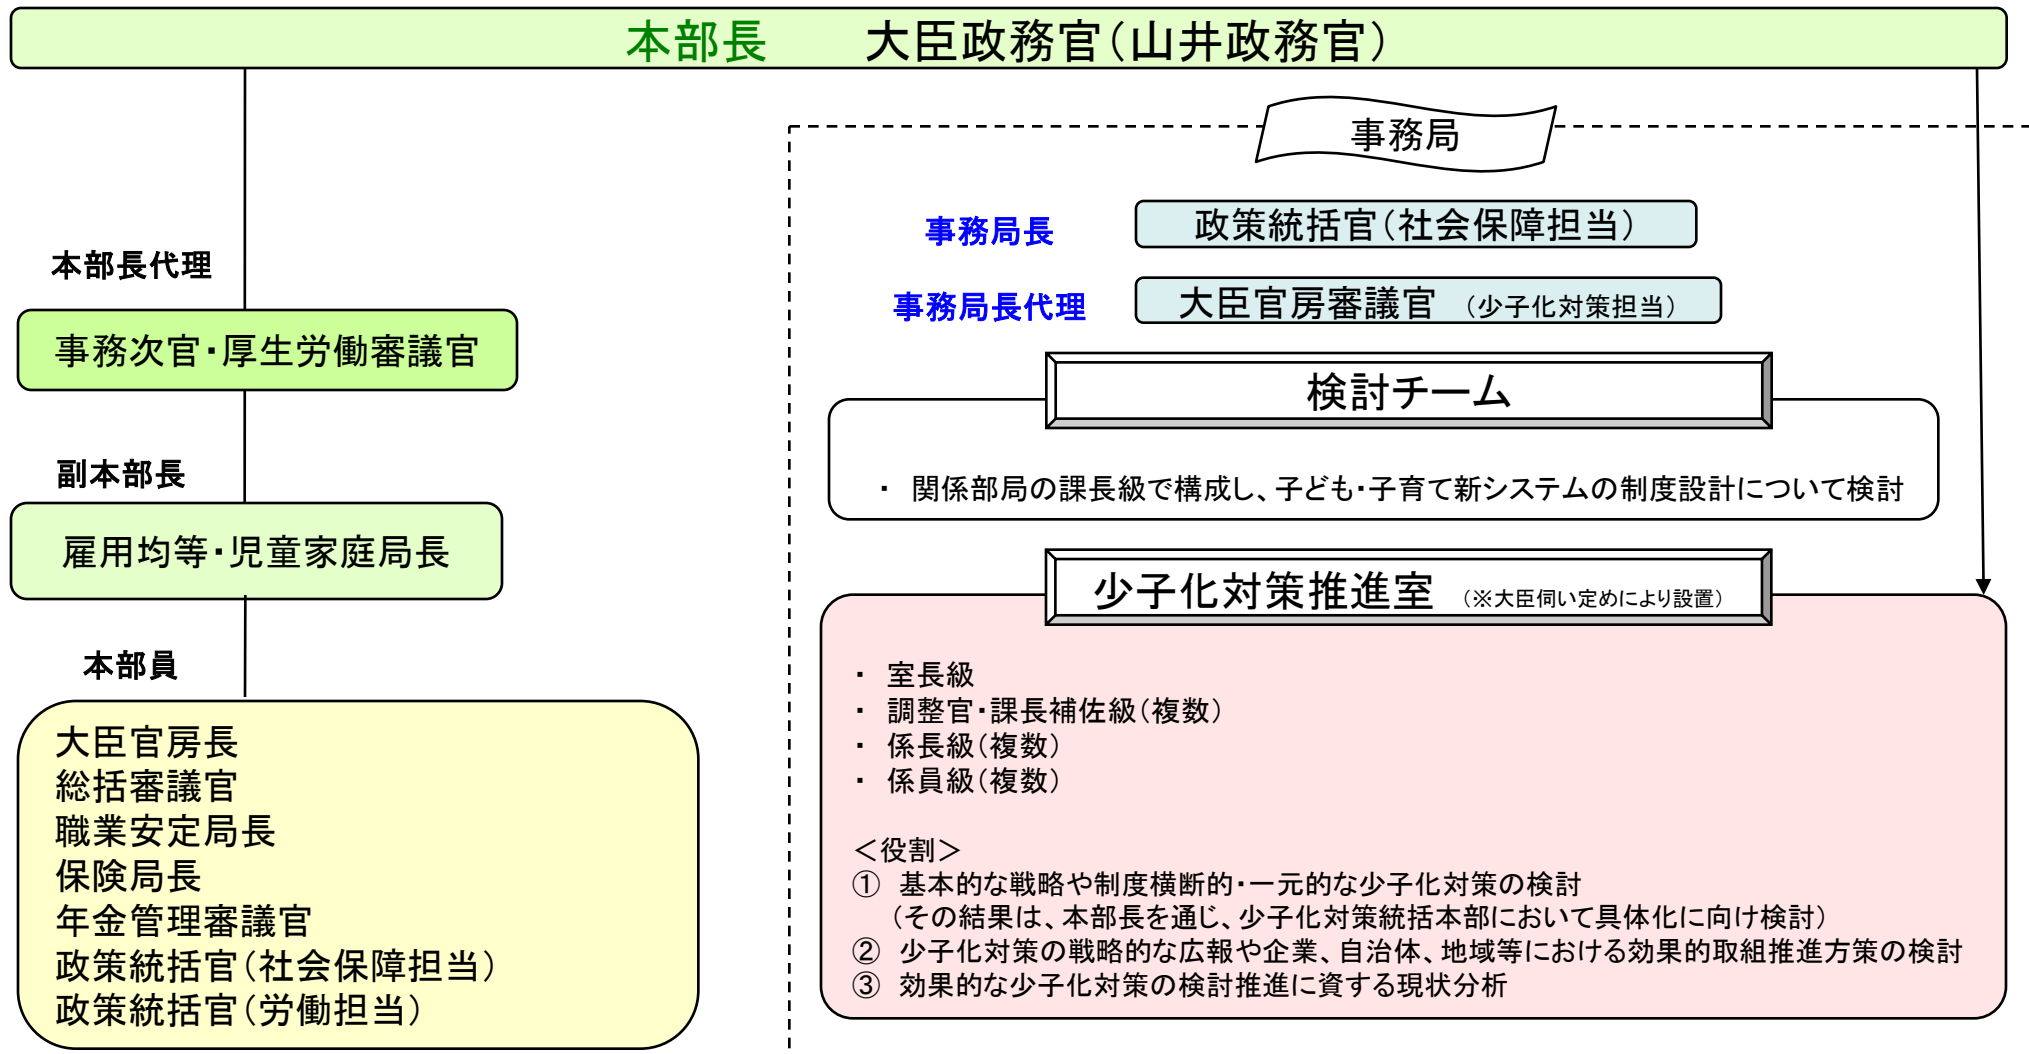 本部長　　大臣政務官（山井政務官）
本部長代理
事務次官・厚生労働審議官
副本部長
雇用均等・児童家庭局長
本部員
大臣官房長
総括審議官
職業安定局長
保険局長
年金管理審議官
政策統括官（社会保障担当）
政策統括官（労働担当）
事務局
事務局長　政策統括官（社会保障担当）
事務局長代理　大臣官房審議官　（少子化対策担当）
検討チーム
・　関係部局の課長級で構成し、子ども・子育て新システムの制度設計について検討
少子化対策推進室　（※大臣伺い定めにより設置）
・　室長級
・　調整官・課長補佐級（複数）
・　係長級（複数）
・　係員級（複数）
＜役割＞
①　基本的な戦略や制度横断的・一元的な少子化対策の検討
（その結果は、本部長を通じ、少子化対策統括本部において具体化に向け検討）
②　少子化対策の戦略的な広報や企業、自治体、地域等における効果的取組推進方策の検討
③　効果的な少子化対策の検討推進に資する現状分析